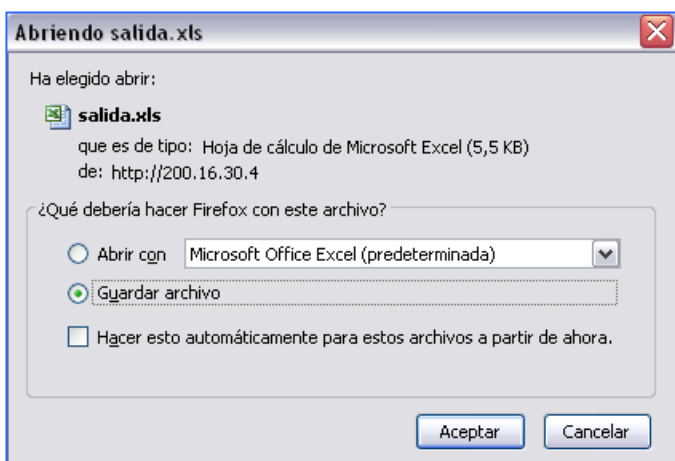 Abriendo salida.xls
Ha elegido abrir:
salida.xls
que es de tipo: Hoja de cálculo de Microsoft Excel (5,5 KB)
de: http://200.16.30.4
¿Qué debería hacer Firefox con este archivo?
Abrir con Microsoft Office Excel (predeterminada)
Guardar archivo
Hacer esto automáticamente para estos archivos a partir de ahora.
Aceptar Cancelar